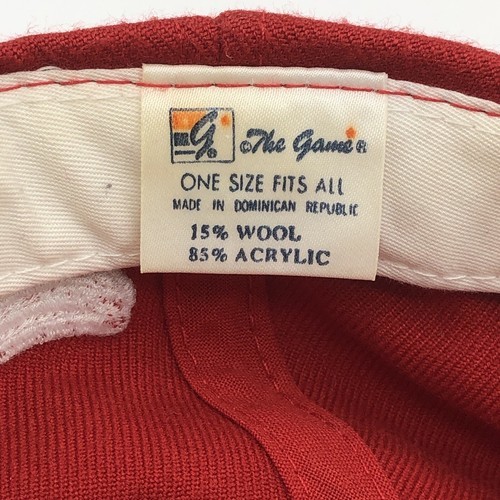 G®
©The Game®
ONE SIZE FITS ALL
MADE IN DOMINICAN REPUBLIC
15% WOOL
85% ACRYLIC